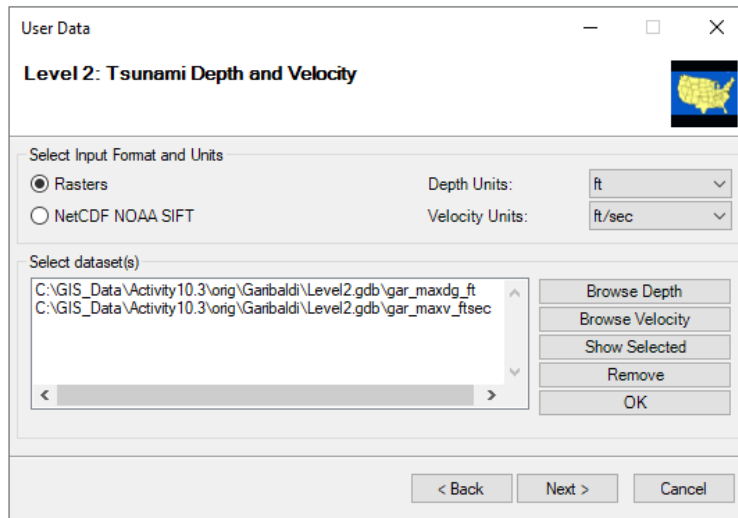 User Data
Level 2: Tsunami Depth and Velocity
Select Input Format and Units
Rasters
Depth Units:
ft
NetCDF NOAA SIFT
Velocity Units:
ft/sec
Select dataset(s)
C:\GIS_Data\Activity10.3\orig\Garibaldi\Level2.gdb\gar_maxdg_ft
C:\GIS_Data\Activity10.3\orig\Garibaldi\Level2.gdb\gar_maxv_ftsec
Browse Depth
Browse Velocity
Show Selected
Remove
OK
< Back
Next >
Cancel